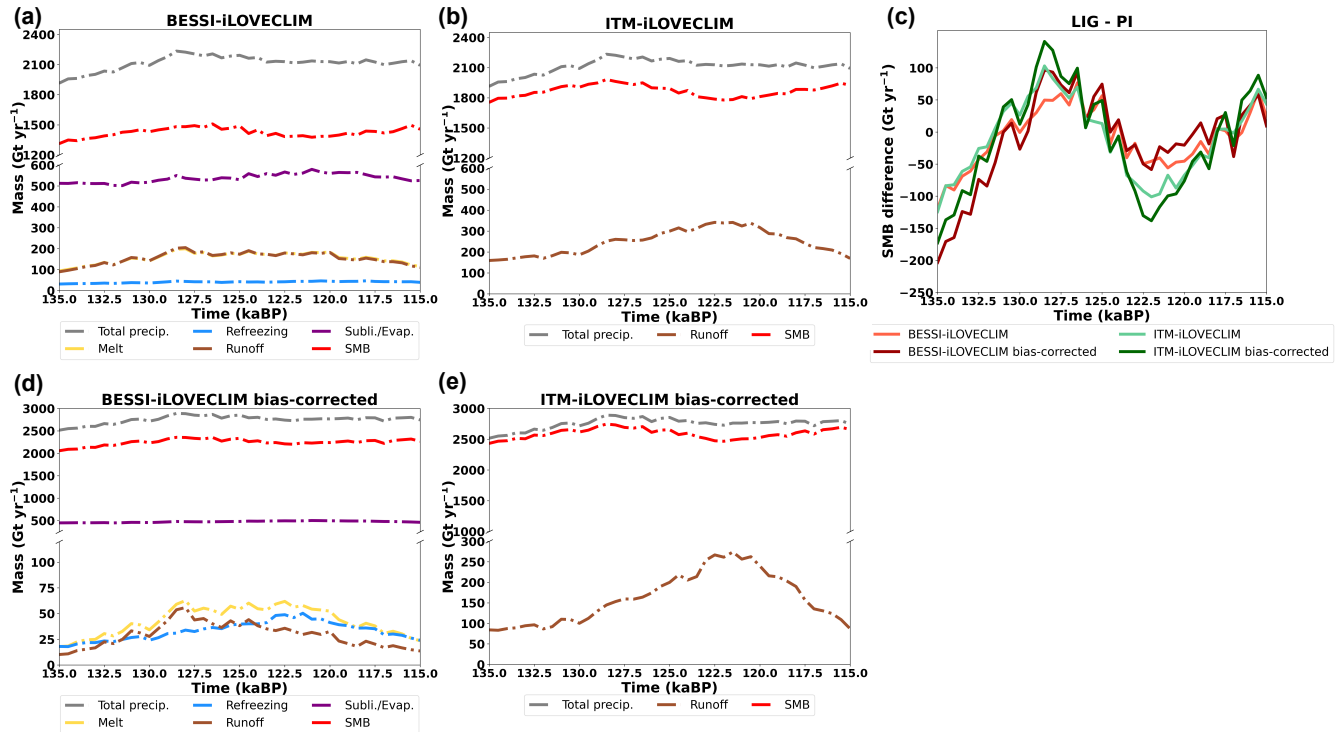 (a)
BESSI-iLOVECLIM
Mass (Gt yr−1)
2400
2100
1800
1500
1200
600
500
400
300
200
100
0
135.0 132.5 130.0 127.5 125.0 122.5 120.0 117.5 115.0
Time (kaBP)
Total precip. Refreezing Subli./Evap.
Melt Runoff SMB
(b)
ITM-iLOVECLIM
Mass (Gt yr−1)
2400
2100
1800
1500
1200
600
500
400
300
200
100
0
135.0 132.5 130.0 127.5 125.0 122.5 120.0 117.5 115.0
Time (kaBP)
Total precip. Runoff SMB
(c)
LIG - PI
SMB difference (Gt yr−1)
100
50
0
−50
−100
−150
−200
−250
135.0 132.5 130.0 127.5 125.0 122.5 120.0 117.5 115.0
Time (kaBP)
BESSI-iLOVECLIM ITM-iLOVECLIM
BESSI-iLOVECLIM bias-corrected ITM-iLOVECLIM bias-corrected
(d)
BESSI-iLOVECLIM bias-corrected
Mass (Gt yr−1)
3000
2500
2000
1500
1000
500
100
75
50
25
0
135.0 132.5 130.0 127.5 125.0 122.5 120.0 117.5 115.0
Time (kaBP)
Total precip. Refreezing Subli./Evap.
Melt Runoff SMB
(e)
ITM-iLOVECLIM bias-corrected
Mass (Gt yr−1)
3000
2500
2000
1500
1000
300
250
200
150
100
50
0
135.0 132.5 130.0 127.5 125.0 122.5 120.0 117.5 115.0
Time (kaBP)
Total precip. Runoff SMB